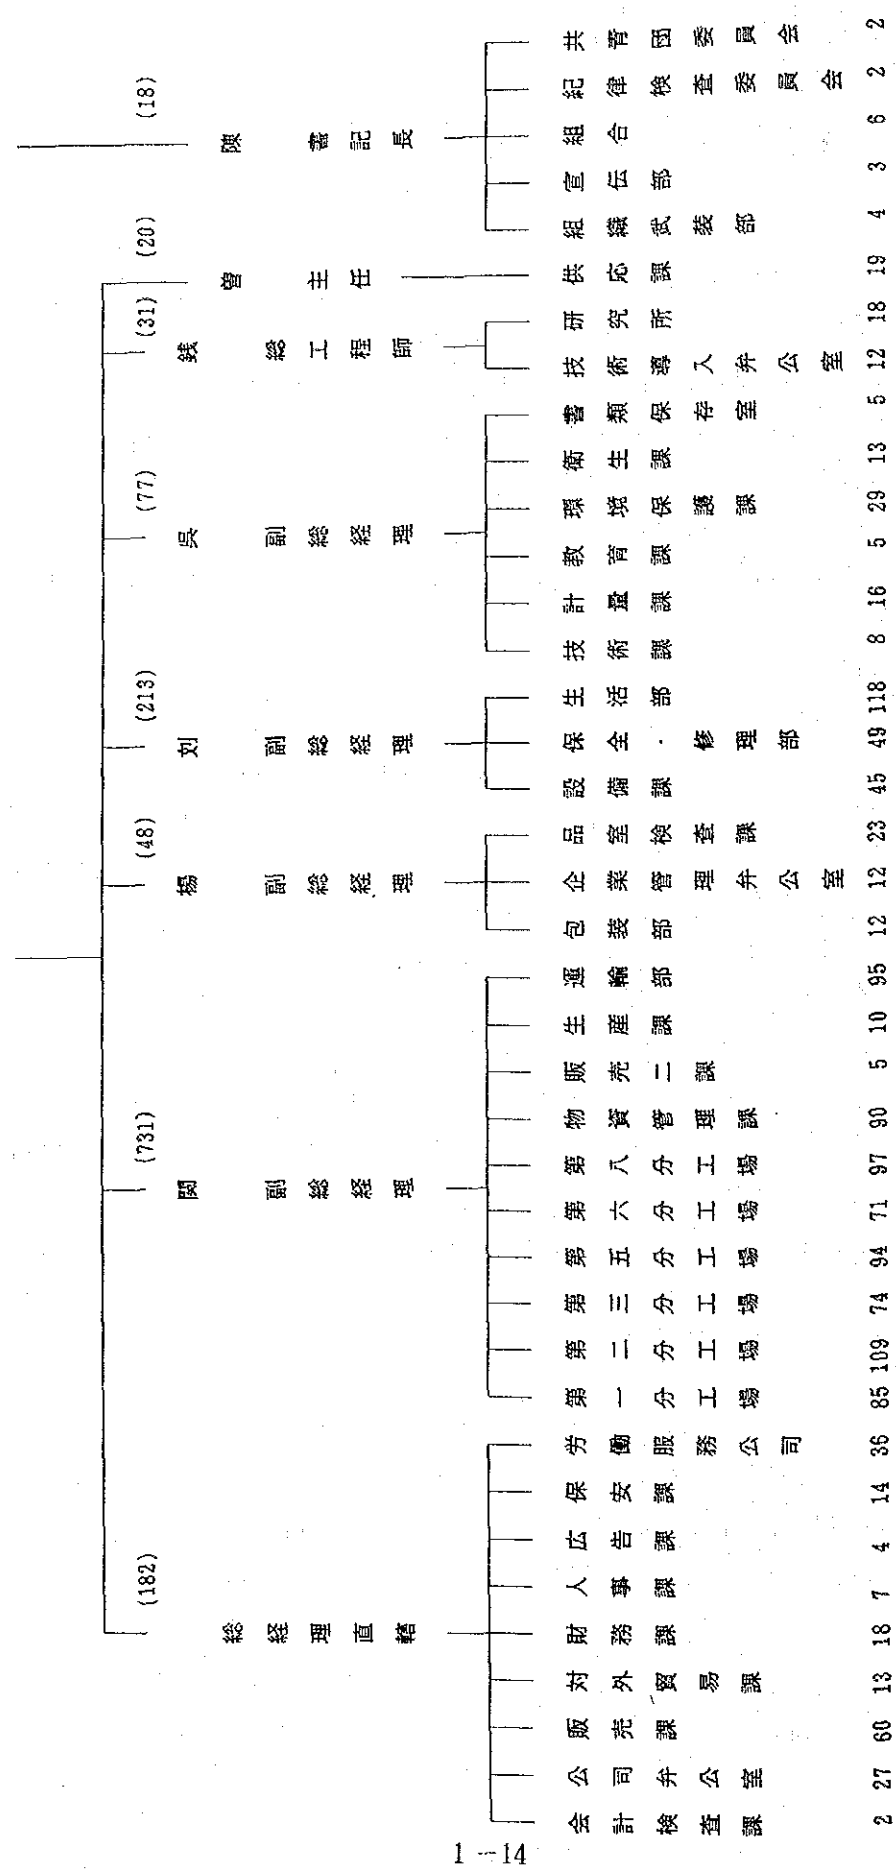 (182)
総経理直轄
会計検査課 2
公司弁公室 27
販売課 60
対外貿易課 13
財務課 18
人事課 7
広告課 4
保安課 14
労働服務公司 36
(731)
関 副総経理
第一分工場 85
第二分工場 109
第三分工場 74
第五分工場 94
第六分工場 71
第八分工場 97
物資管理課 90
販売二課 5
生産課 10
運輸部 95
(48)
楊 副総経理
包装部 12
企業管理弁公室 12
品室検査課 23
(213)
刘 副総経理
設備課 45
保全・修理部 49
生活部 118
(77)
呉 副総経理
技術課 8
計量課 16
教育課 5
環境保護課 29
衛生課 13
書類保存室 5
(31)
銭 総工程師
技術導入弁公室 12
研究所 18
(20)
主任
供応課 19
(18)
陳 書記長
組織武装部 4
宣伝部 3
組合 6
紀律検査委員会 2
共青団委員会 2
1-14